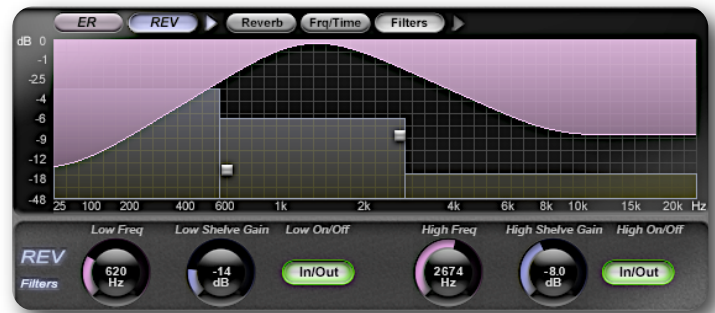 ER REV Reverb Frq/Time Filters
dB 0
-1
-2.5
-4
-6
-9
-12
-18
-48
25 100 200 400 600 1k 2k 4k 6k 8k 10k 15k 20k Hz
Low Freq Low Shelve Gain Low On/Off High Freq High Shelve Gain High On/Off
REV
Filters
620 Hz
-14 dB
In/Out
2674 Hz
-8.0 dB
In/Out